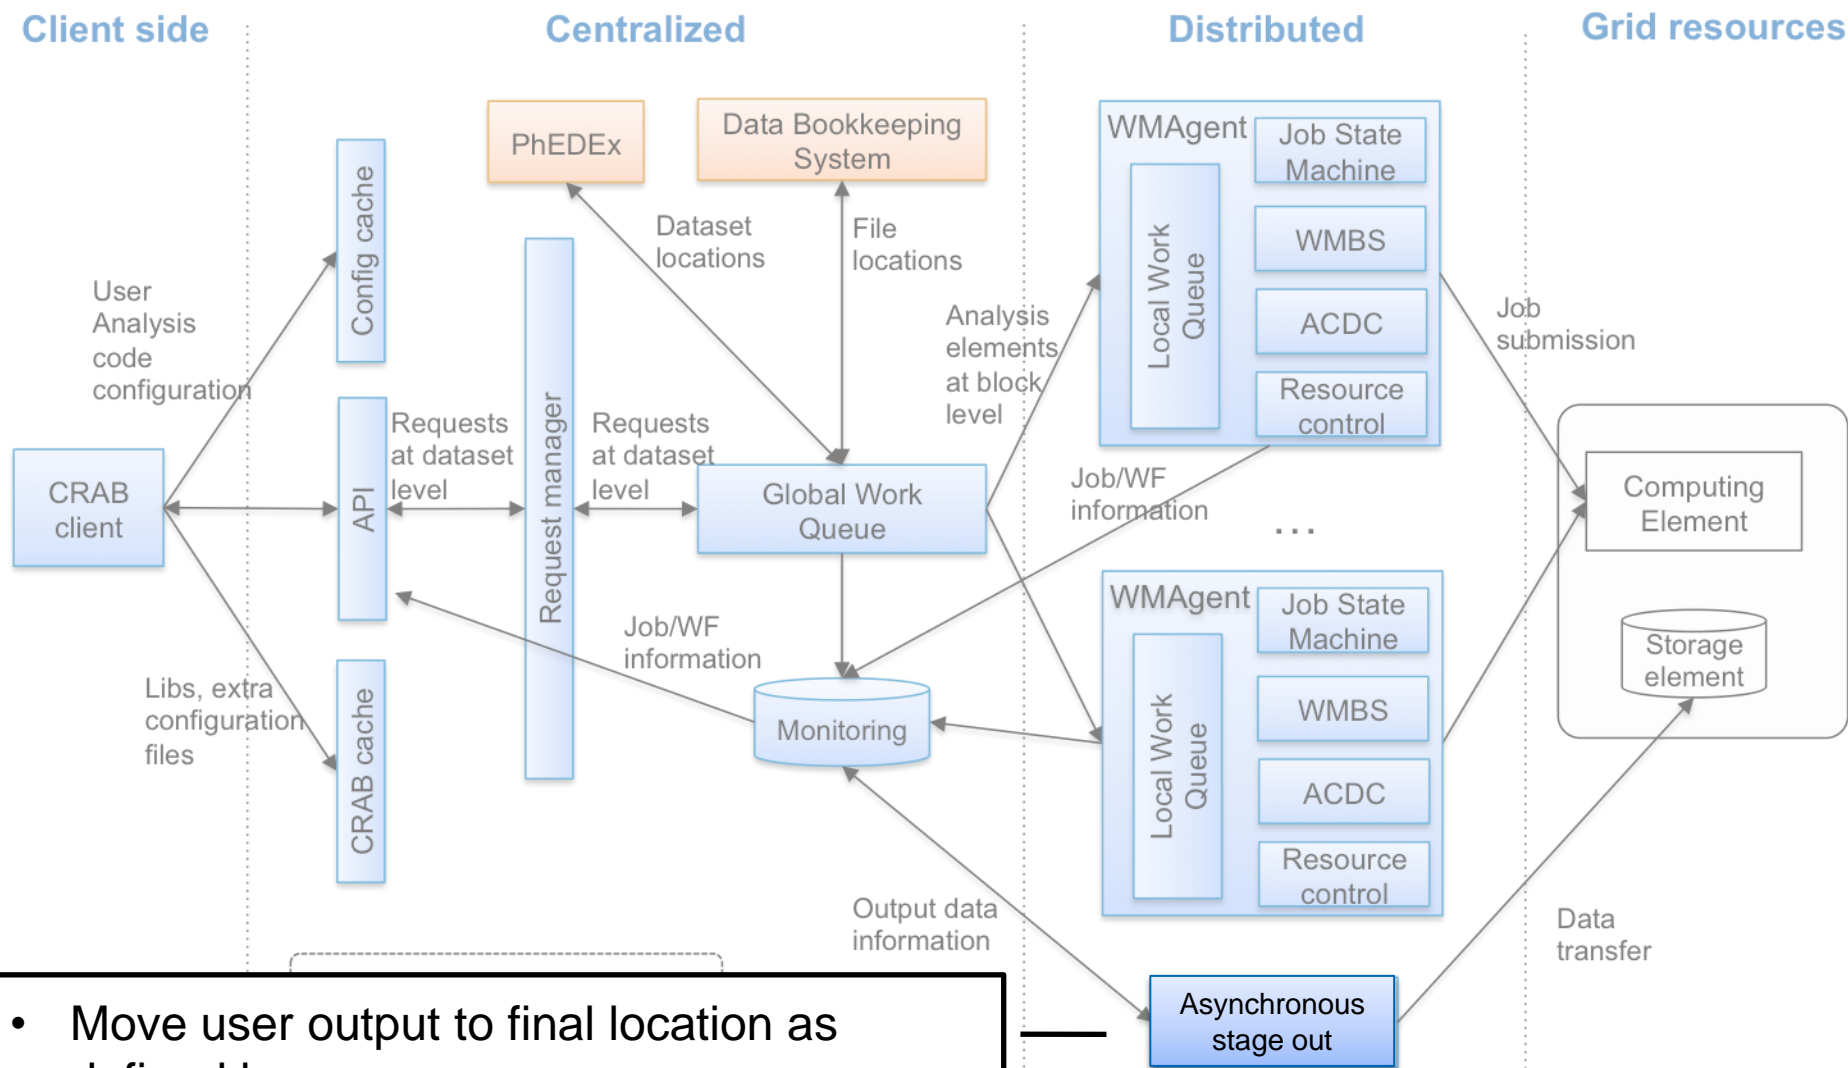 Client side
Centralized
Distributed
Grid resources
PhEDEx
Data Bookkeeping
System
Config cache
User
Analysis
code
configuration
Dataset
locations
File
locations
WMAgent
Job State
Machine
Local Work
Queue
WMBS
ACDC
Resource
control
Analysis
elements
at block
level
Job
submission
CRAB
client
API
Requests
at dataset
level
Request manager
Requests
at dataset
level
Global Work
Queue
Job/WF
information
...
Computing
Element
Storage
element
WMAgent
Job State
Machine
Local Work
Queue
WMBS
ACDC
Resource
control
Job/WF
information
Monitoring
Libs, extra
configuration
files
CRAB cache
Output data
information
Data
transfer
Asynchronous
stage out
• Move user output to final location as